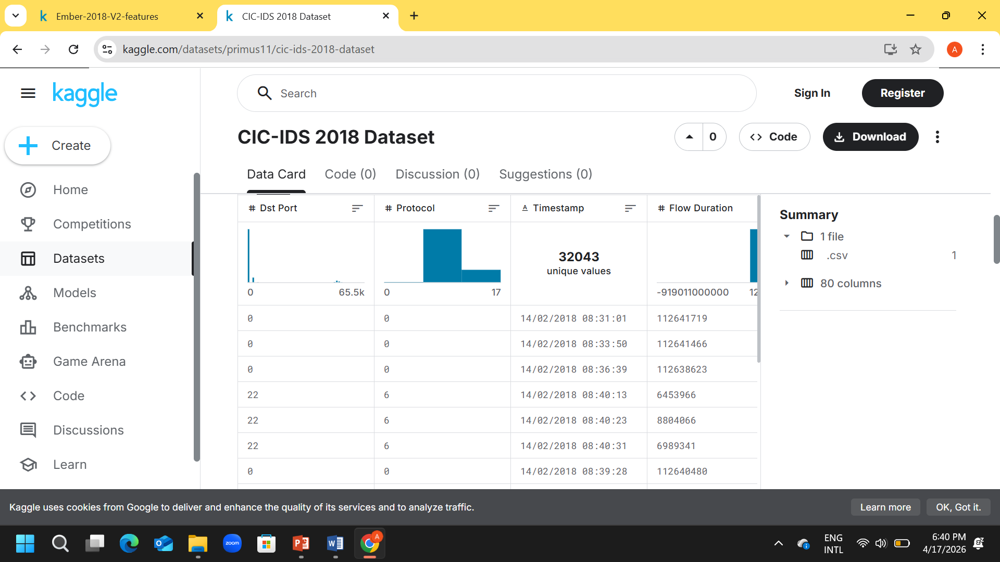 Ember-2018-V2-features
CIC-IDS 2018 Dataset
kaggle.com/datasets/primus11/cic-ids-2018-dataset
A
kaggle
Search
Sign In
Register
Create
CIC-IDS 2018 Dataset
0
Code
Download
Data Card
Code (0)
Discussion (0)
Suggestions (0)
Home
Competitions
Datasets
Models
Benchmarks
Game Arena
Code
Discussions
Learn
# Dst Port
# Protocol
A Timestamp
# Flow Duration
32043
unique values
0 65.5k
0 17
-919011000000 12
0 0 14/02/2018 08:31:01 112641719
0 0 14/02/2018 08:33:50 112641466
0 0 14/02/2018 08:36:39 112638623
22 6 14/02/2018 08:40:13 6453966
22 6 14/02/2018 08:40:23 8804066
22 6 14/02/2018 08:40:31 6989341
0 0 14/02/2018 08:39:28 112640480
Summary
1 file
.csv 1
80 columns
Kaggle uses cookies from Google to deliver and enhance the quality of its services and to analyze traffic.
Learn more
OK, Got it.
zoom
A
ENG
INTL
6:40 PM
4/17/2026